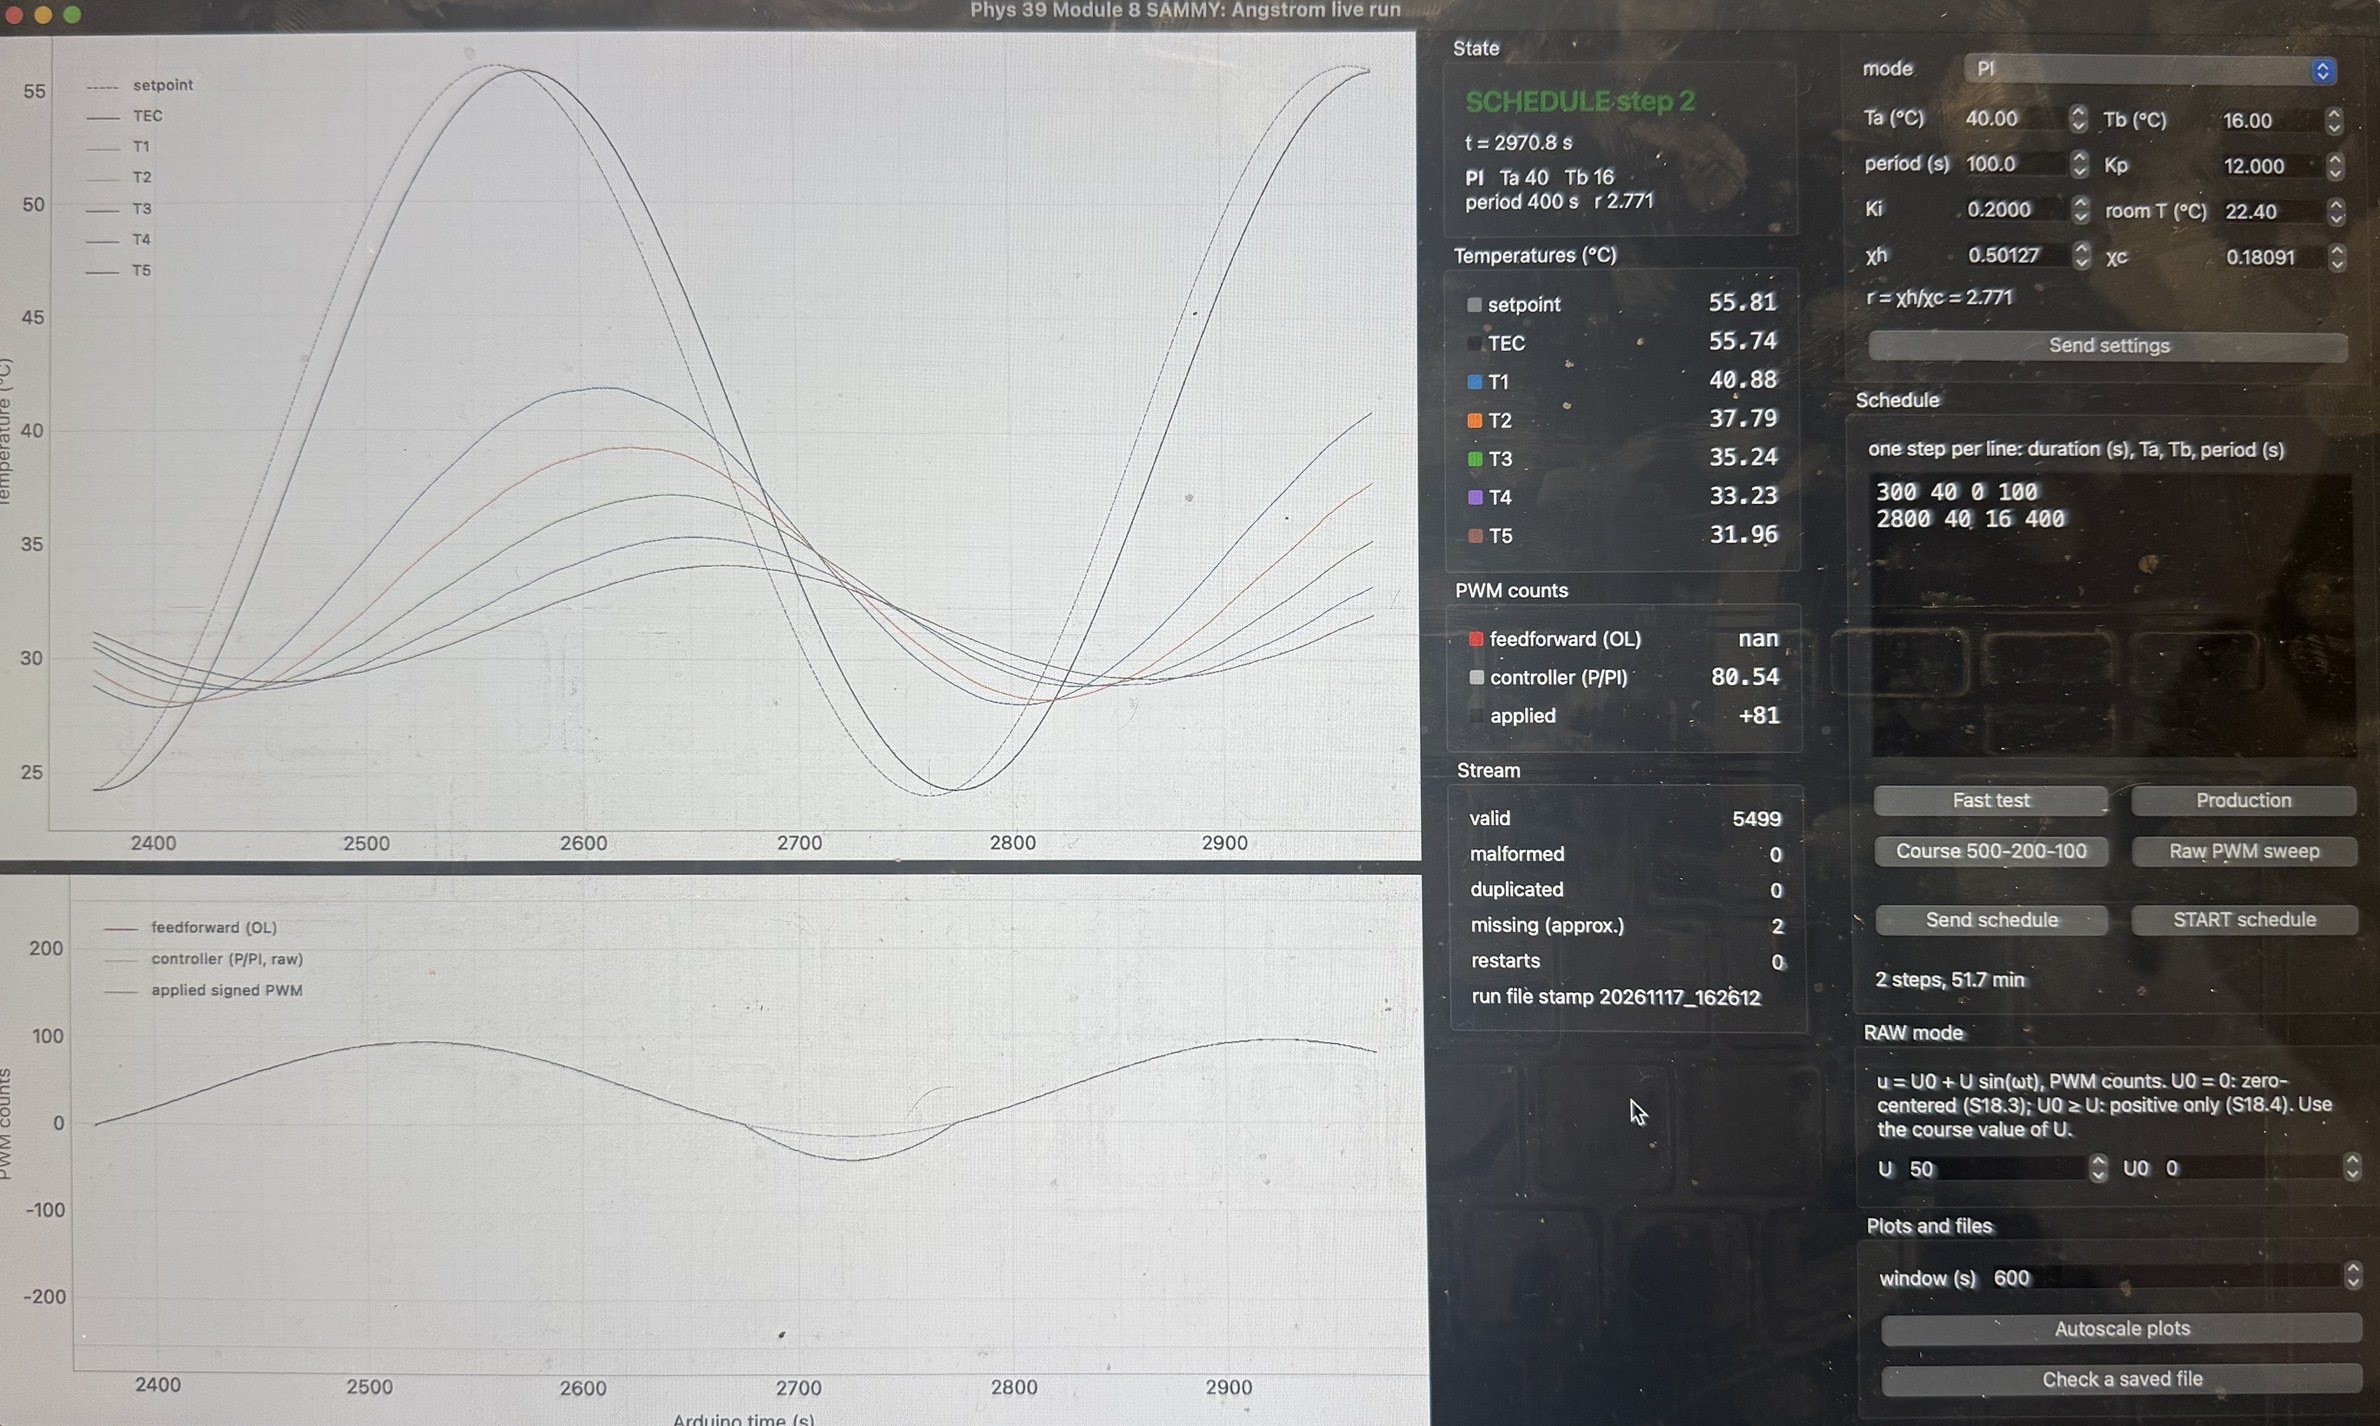 Phys 39 Module 8 SAMMY: Angstrom live run
setpoint
TEC
T1
T2
T3
T4
T5
55
50
45
40
35
30
25
Temperature (°C)
2400 2500 2600 2700 2800 2900
feedforward (OL)
controller (P/PI, raw)
applied signed PWM
200
100
0
-100
-200
PWM counts
2400 2500 2600 2700 2800 2900
Arduino time (s)
State
SCHEDULE step 2
t = 2970.8 s
PI Ta 40 Tb 16
period 400 s r 2.771
Temperatures (°C)
setpoint 55.81
TEC 55.74
T1 40.88
T2 37.79
T3 35.24
T4 33.23
T5 31.96
PWM counts
feedforward (OL) nan
controller (P/PI) 80.54
applied +81
Stream
valid 5499
malformed 0
duplicated 0
missing (approx.) 2
restarts 0
run file stamp 20261117_162612
mode PI
Ta (°C) 40.00 Tb (°C) 16.00
period (s) 100.0 Kp 12.000
Ki 0.2000 room T (°C) 22.40
χh 0.50127 χc 0.18091
r = χh/χc = 2.771
Send settings
Schedule
one step per line: duration (s), Ta, Tb, period (s)
300 40 0 100
2800 40 16 400
Fast test Production
Course 500-200-100 Raw PWM sweep
Send schedule START schedule
2 steps, 51.7 min
RAW mode
u = U0 + U sin(ωt), PWM counts. U0 = 0: zero-
centered (S18.3); U0 ≥ U: positive only (S18.4). Use
the course value of U.
U 50 U0 0
Plots and files
window (s) 600
Autoscale plots
Check a saved file